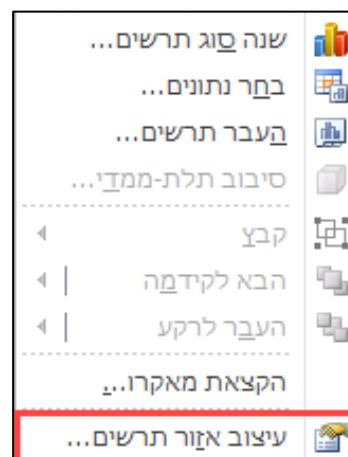 שנה סוג תרשים...
בחר נתונים...
העבר תרשים...
סיבוב תלת-ממדי...
קבץ
הבא לקידמה
העבר לרקע
הקצאת מאקרו...
עיצוב אזור תרשים...